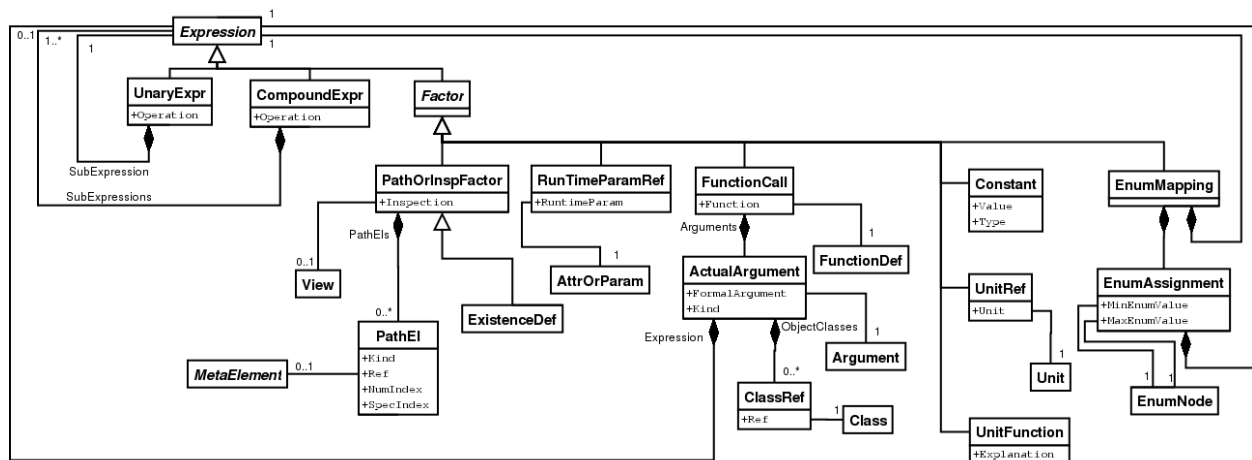 1
0..1
Expression
1..*
1
1
UnaryExpr
+Operation
CompoundExpr
+Operation
Factor
SubExpression
SubExpressions
PathOrInspFactor
+Inspection
RunTimeParamRef
+RuntimeParam
FunctionCall
+Function
Constant
+Value
+Type
EnumMapping
PathEls
Arguments
1
1
0..1
View
AttrOrParam
FunctionDef
ActualArgument
+FormalArgument
+Kind
UnitRef
+Unit
EnumAssignment
+MinEnumValue
+MaxEnumValue
ExistenceDef
0..*
Expression
ObjectClasses
1
Argument
1
Unit
PathEl
+Kind
+Ref
+NumIndex
+SpecIndex
MetaElement
0..1
0..*
ClassRef
+Ref
1
Class
1
1
EnumNode
UnitFunction
+Explanation